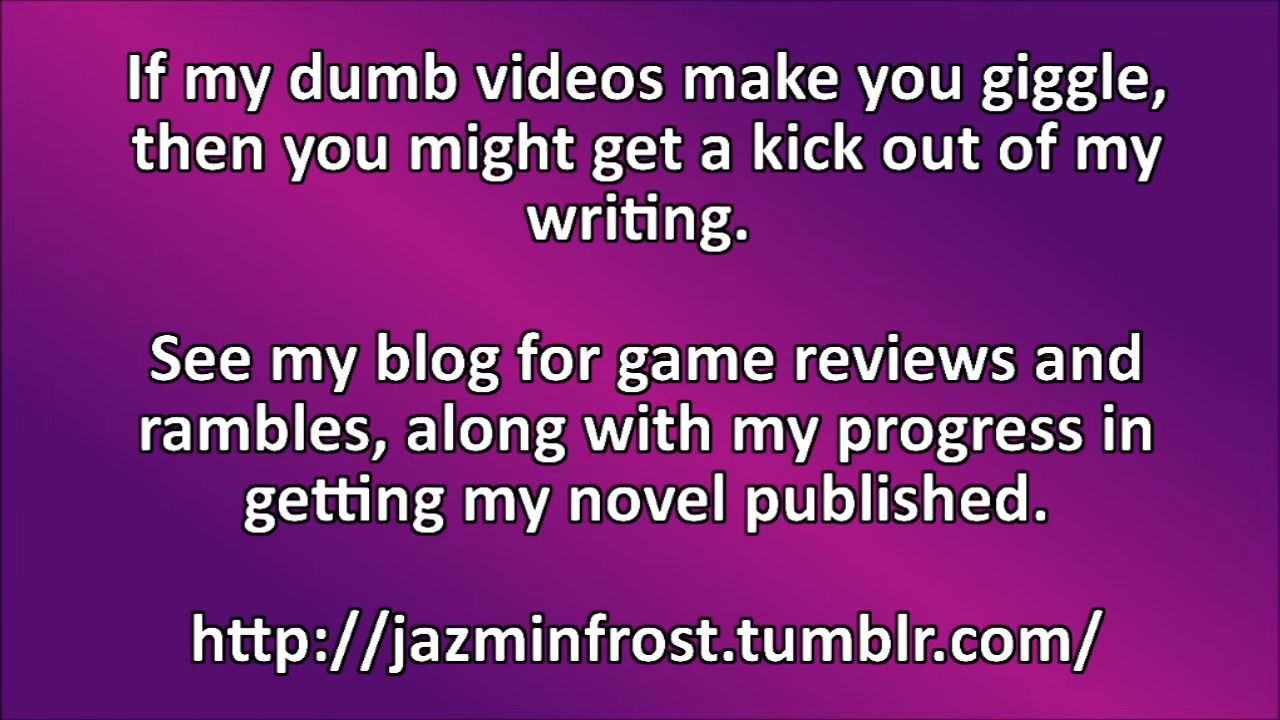 If my dumb videos make you giggle,
then you might get a kick out of my
writing.
See my blog for game reviews and
rambles, along with my progress in
getting my novel published.
http://jazminfrost.tumblr.com/